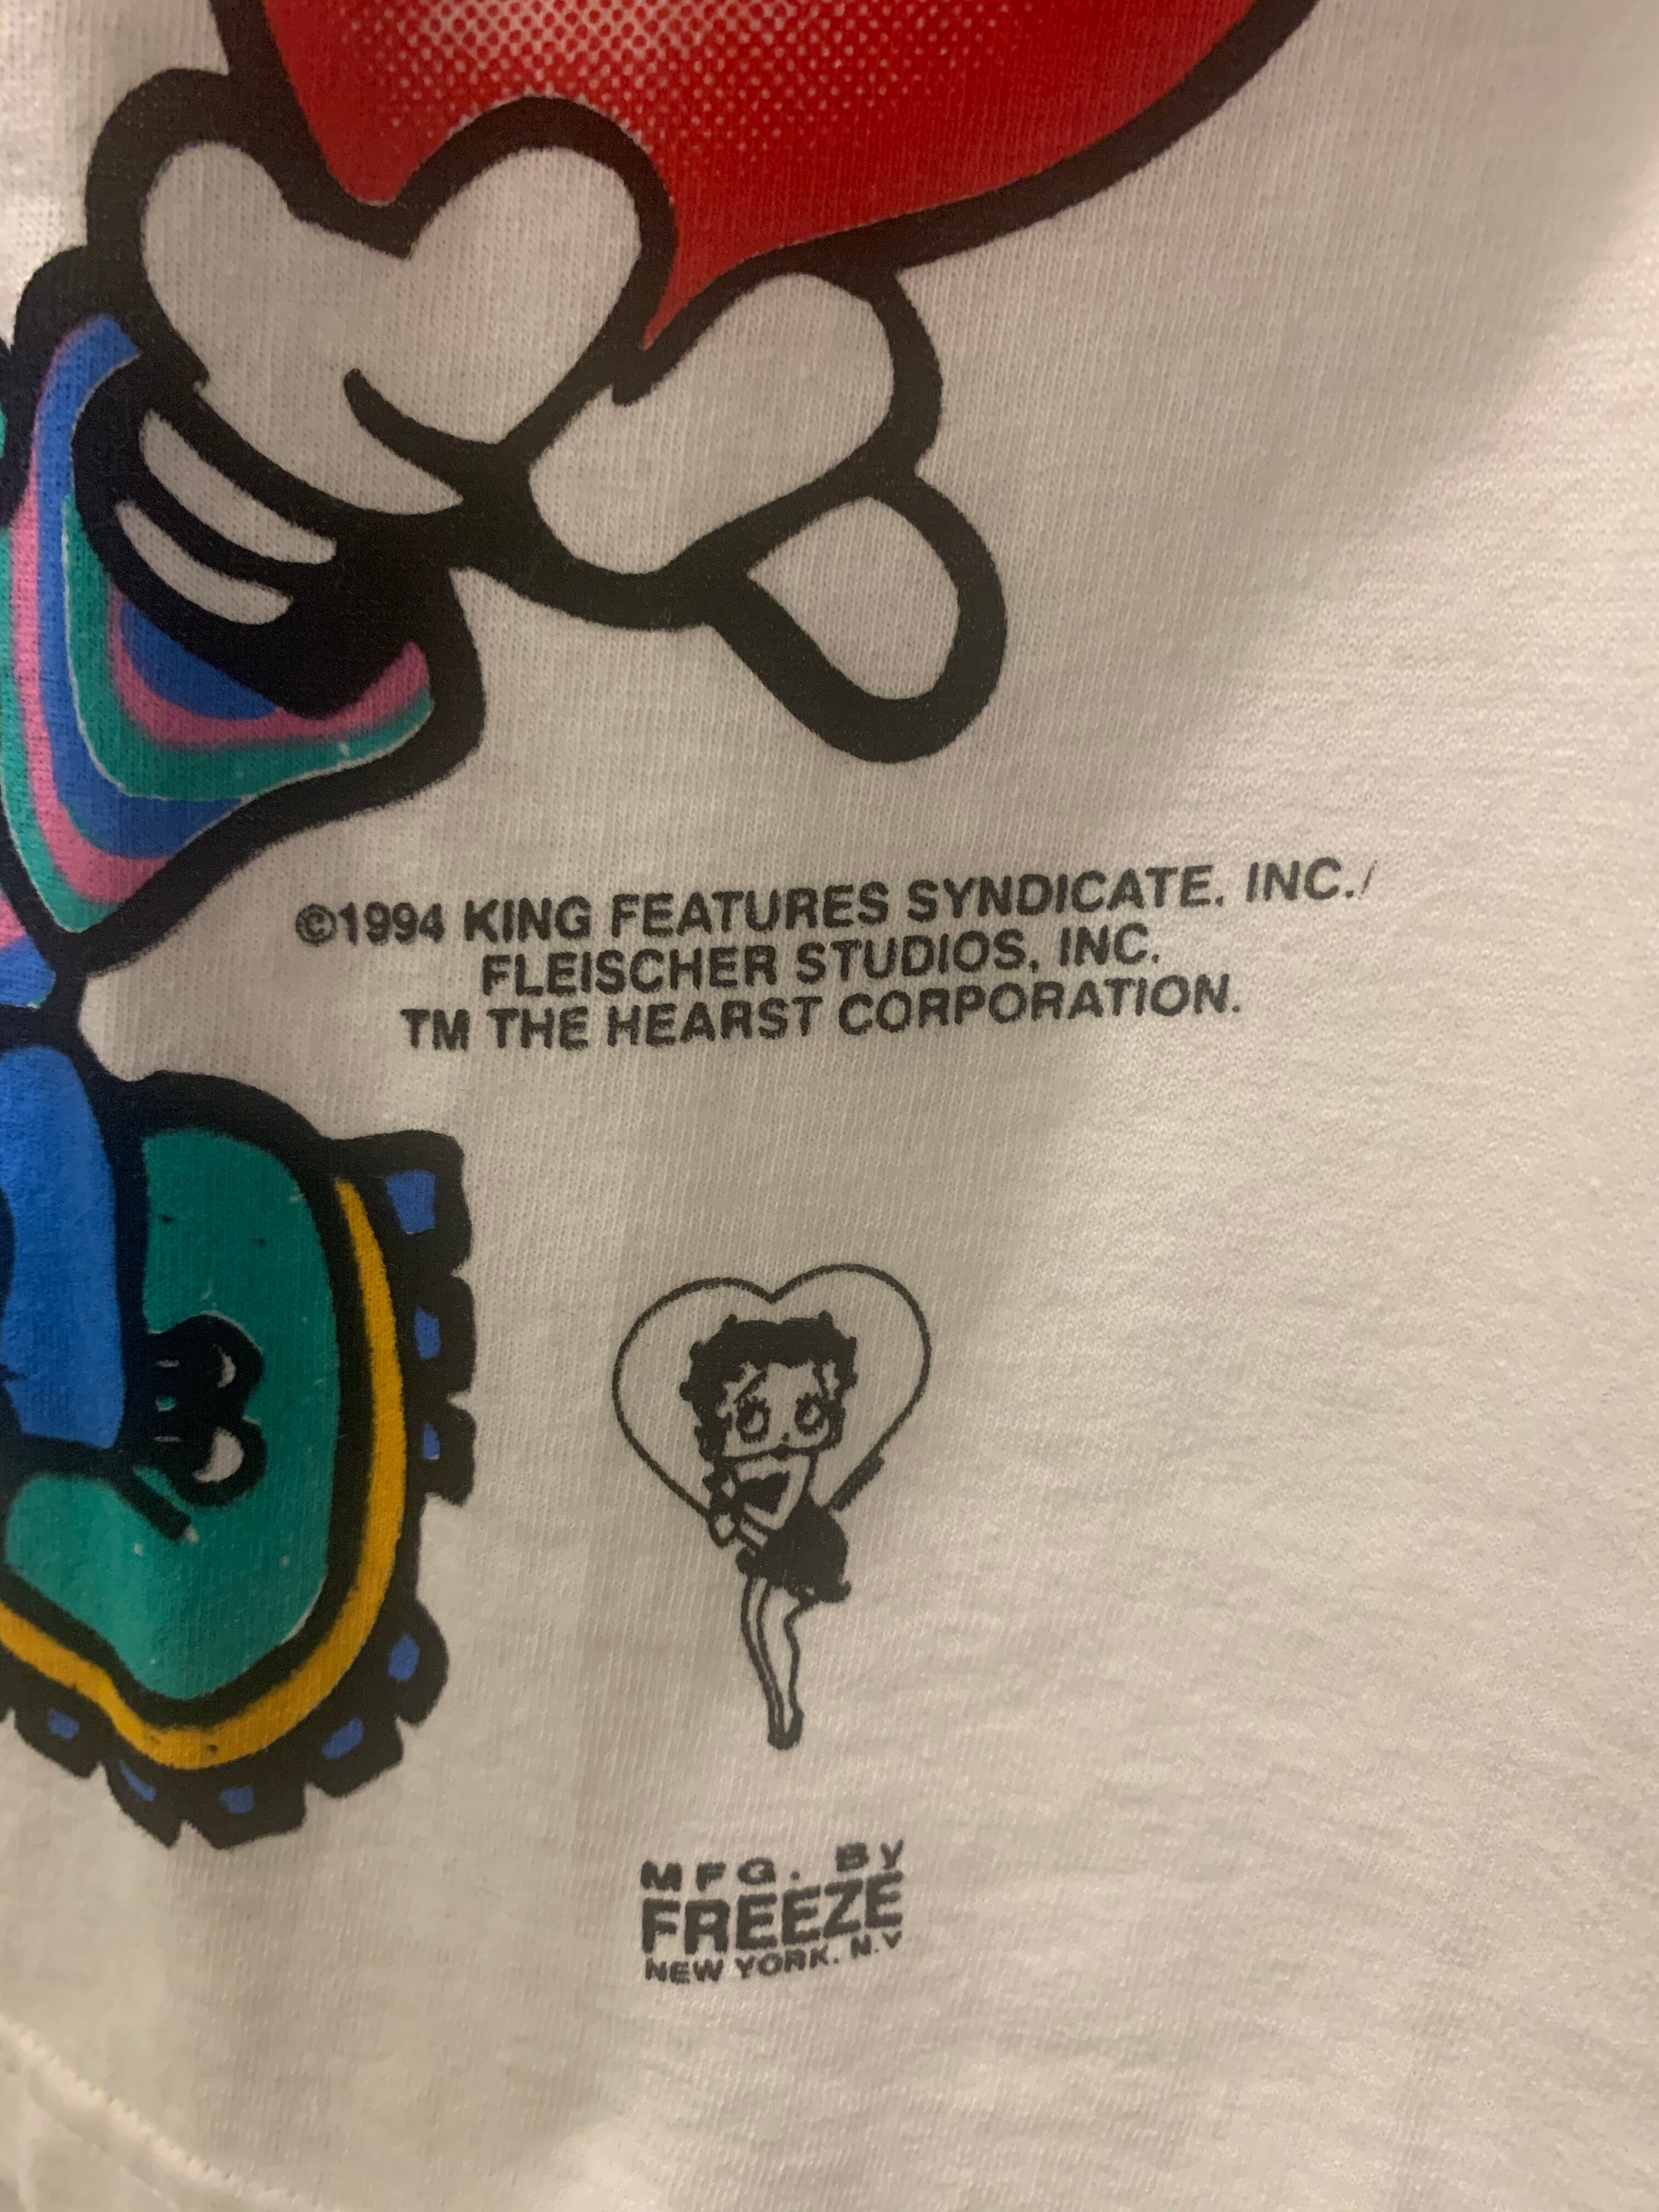 ©1994 KING FEATURES SYNDICATE, INC./
FLEISCHER STUDIOS, INC.
TM THE HEARST CORPORATION.
MFG. BY
FREEZE
NEW YORK, N.Y